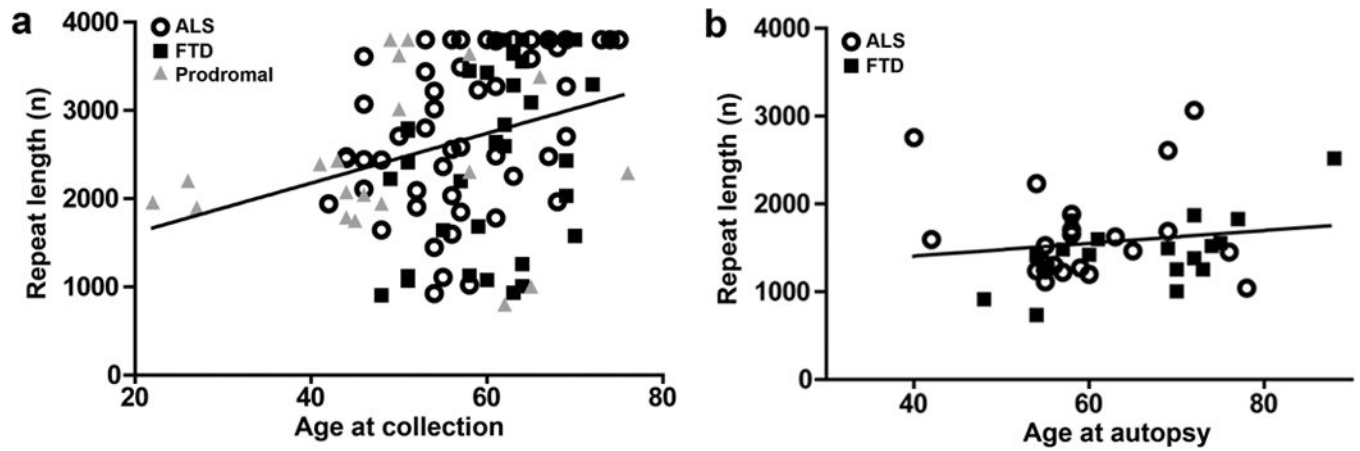 a
ALS
FTD
Prodromal
Repeat length (n)
4000
3000
2000
1000
0
20
40
60
80
Age at collection
b
ALS
FTD
Repeat length (n)
4000
3000
2000
1000
0
40
60
80
Age at autopsy